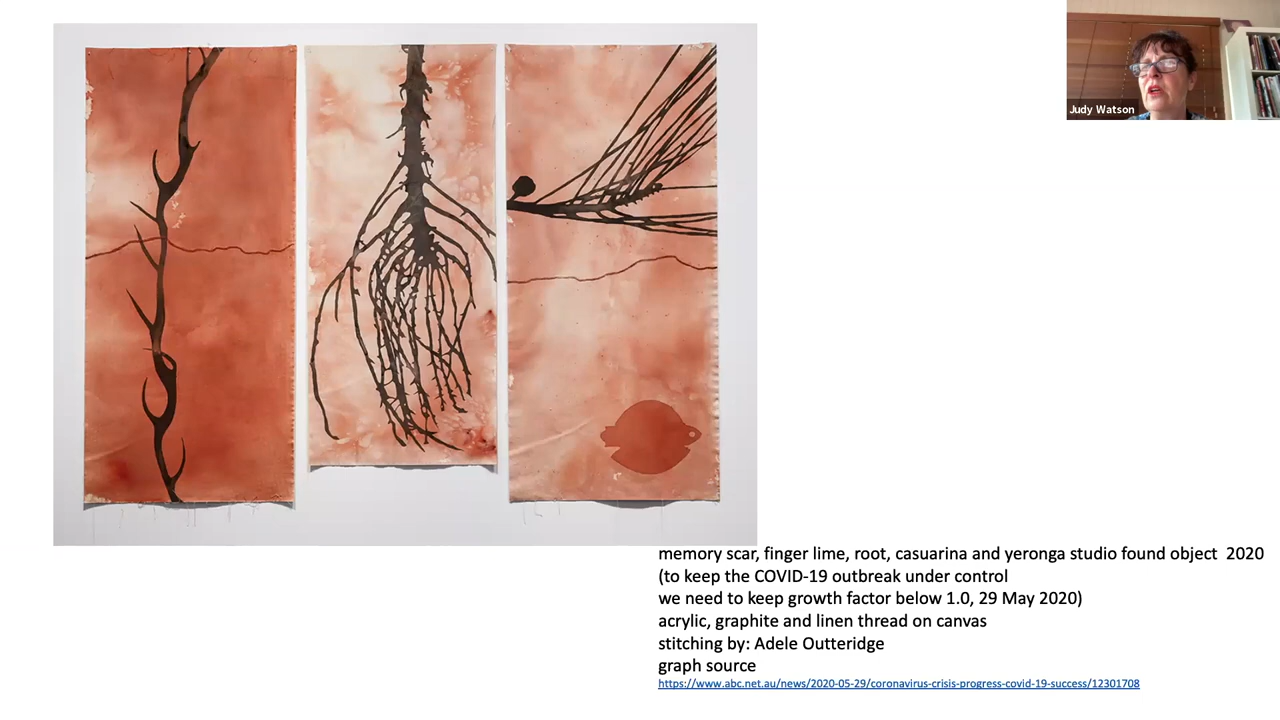 Judy Watson
memory scar, finger lime, root, casuarina and yeronga studio found object  2020
(to keep the COVID-19 outbreak under control
we need to keep growth factor below 1.0, 29 May 2020)
acrylic, graphite and linen thread on canvas
stitching by: Adele Outteridge
graph source
https://www.abc.net.au/news/2020-05-29/coronavirus-crisis-progress-covid-19-success/12301708